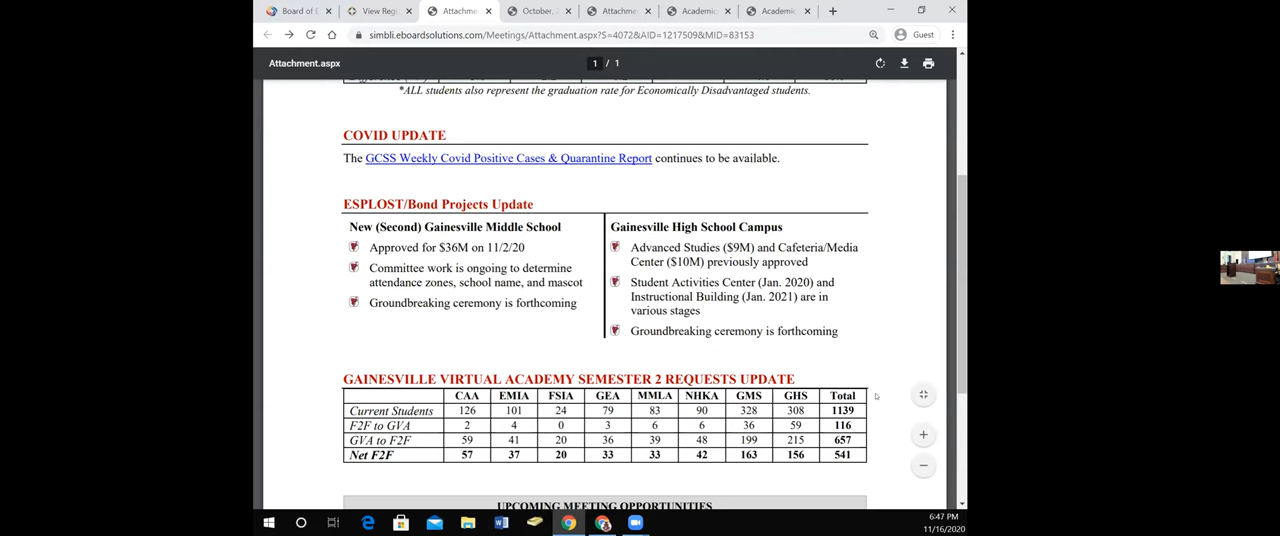 Board of E
View Reg
Attachme
October,
Attachme
Academic
Academic
simbli.eboardsolutions.com/Meetings/Attachment.aspx?S=4072&AID=1217509&MID=83153
Guest
Attachment.aspx
1 / 1
*ALL students also represent the graduation rate for Economically Disadvantaged students.
COVID UPDATE
The GCSS Weekly Covid Positive Cases & Quarantine Report continues to be available.
ESPLOST/Bond Projects Update
New (Second) Gainesville Middle School
Approved for $36M on 11/2/20
Committee work is ongoing to determine
attendance zones, school name, and mascot
Groundbreaking ceremony is forthcoming
Gainesville High School Campus
Advanced Studies ($9M) and Cafeteria/Media
Center ($10M) previously approved
Student Activities Center (Jan. 2020) and
Instructional Building (Jan. 2021) are in
various stages
Groundbreaking ceremony is forthcoming
GAINESVILLE VIRTUAL ACADEMY SEMESTER 2 REQUESTS UPDATE
CAA EMIA FSIA GEA MMLA NHKA GMS GHS Total
Current Students 126 101 24 79 83 90 328 308 1139
F2F to GVA 2 4 0 3 6 6 36 59 116
GVA to F2F 59 41 20 36 39 48 199 215 657
Net F2F 57 37 20 33 33 42 163 156 541
UPCOMING MEETING OPPORTUNITIES
6:47 PM
11/16/2020